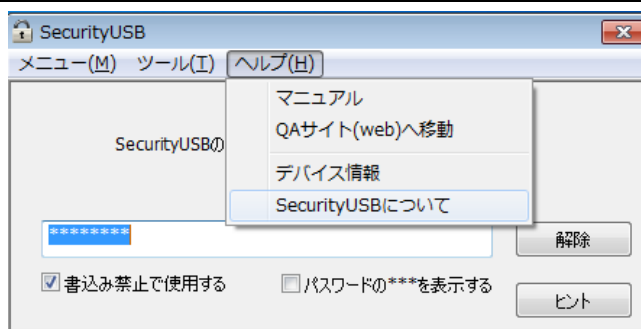 SecurityUSB
メニュー(M) ツール(T) ヘルプ(H)
マニュアル
QAサイト(web)へ移動
デバイス情報
SecurityUSBについて
SecurityUSBの
********
解除
書込み禁止で使用する
パスワードの***を表示する
ヒント